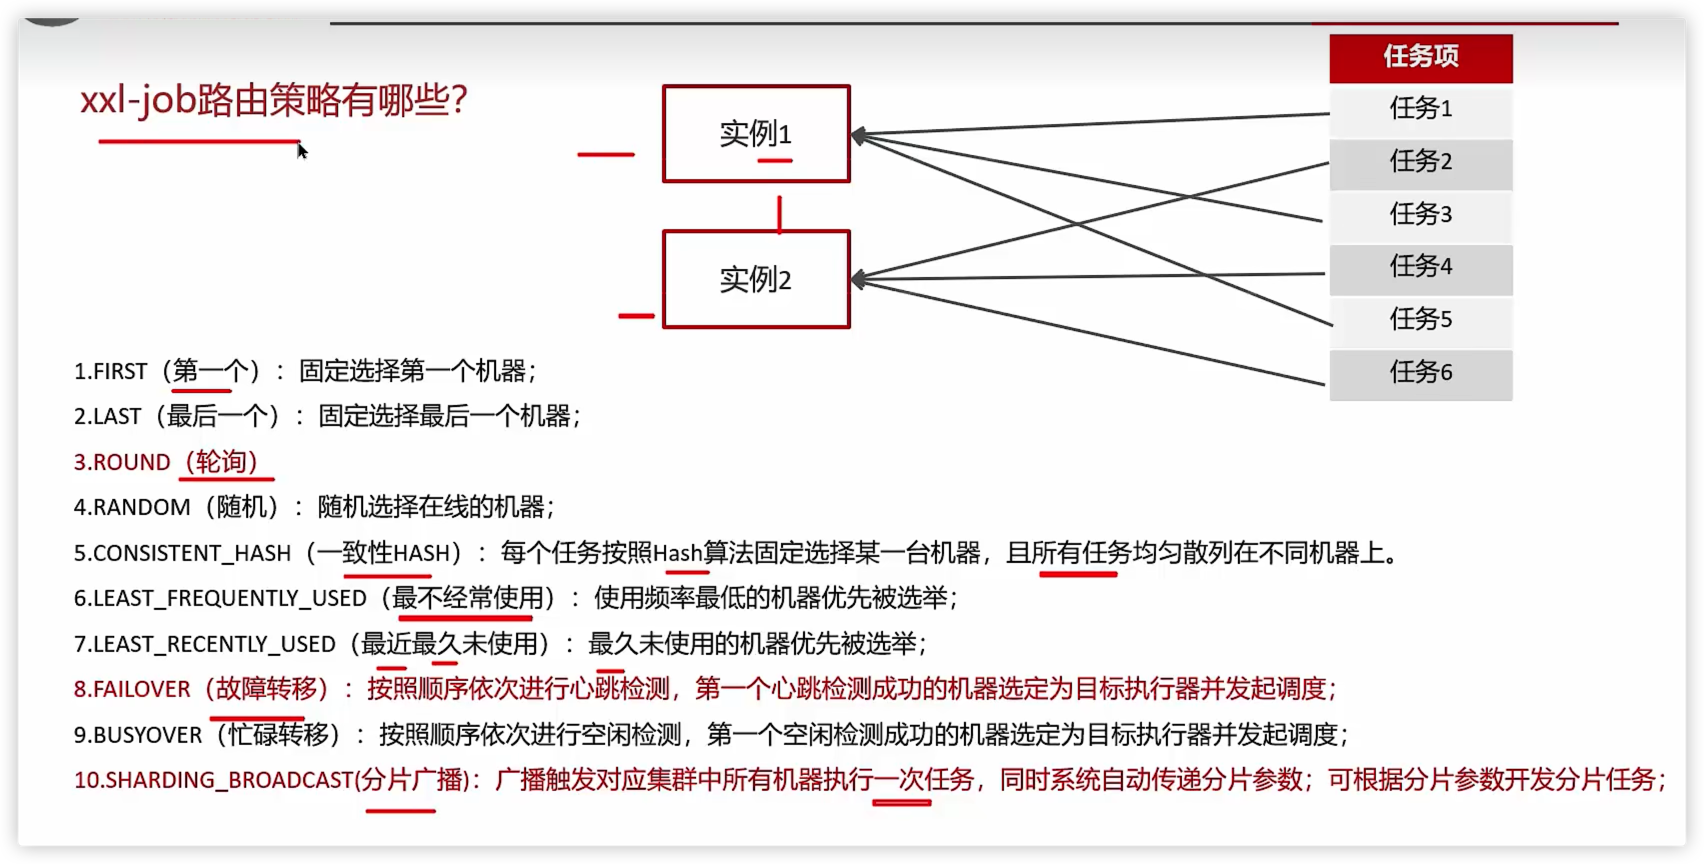 xxl-job路由策略有哪些?
实例1
实例2
任务项
任务1
任务2
任务3
任务4
任务5
任务6
1.FIRST（第一个）：固定选择第一个机器；
2.LAST（最后一个）：固定选择最后一个机器；
3.ROUND（轮询）
4.RANDOM（随机）：随机选择在线的机器；
5.CONSISTENT_HASH（一致性HASH）：每个任务按照Hash算法固定选择某一台机器，且所有任务均匀散列在不同机器上。
6.LEAST_FREQUENTLY_USED（最不经常使用）：使用频率最低的机器优先被选举；
7.LEAST_RECENTLY_USED（最近最久未使用）：最久未使用的机器优先被选举；
8.FAILOVER（故障转移）：按照顺序依次进行心跳检测，第一个心跳检测成功的机器选定为目标执行器并发起调度；
9.BUSYOVER（忙碌转移）：按照顺序依次进行空闲检测，第一个空闲检测成功的机器选定为目标执行器并发起调度；
10.SHARDING_BROADCAST(分片广播)：广播触发对应集群中所有机器执行一次任务，同时系统自动传递分片参数；可根据分片参数开发分片任务；